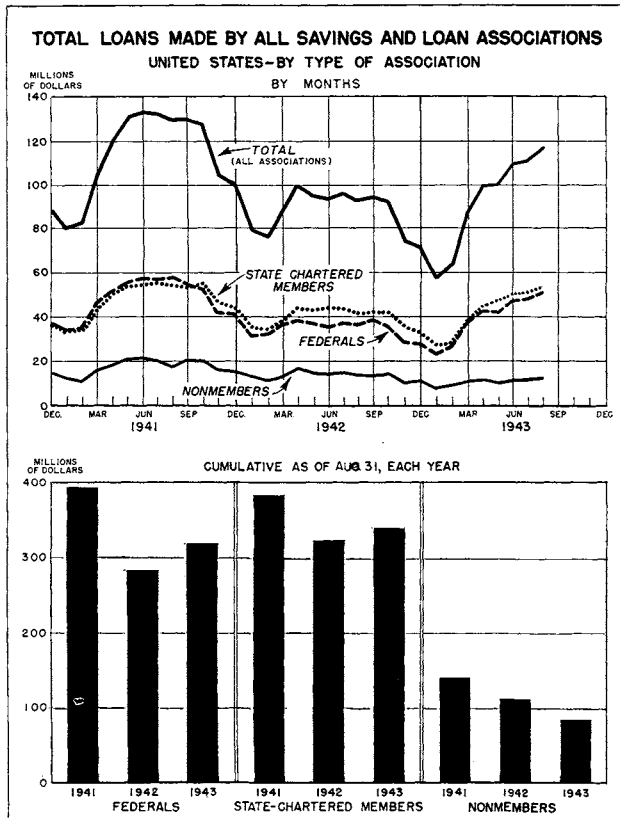 TOTAL LOANS MADE BY ALL SAVINGS AND LOAN ASSOCIATIONS
UNITED STATES-BY TYPE OF ASSOCIATION
BY MONTHS
MILLIONS
OF DOLLARS
140
120
100
80
60
40
20
0
TOTAL
(ALL ASSOCIATIONS)
STATE CHARTERED
MEMBERS
FEDERALS
NONMEMBERS
DEC. MAR JUN SEP DEC. MAR JUN SEP DEC. MAR JUN SEP DEC
1941 1942 1943
MILLIONS
OF DOLLARS
CUMULATIVE AS OF AUG. 31, EACH YEAR
400
300
200
100
0
1941 1942 1943 1941 1942 1943 1941 1942 1943
FEDERALS STATE-CHARTERED MEMBERS NONMEMBERS